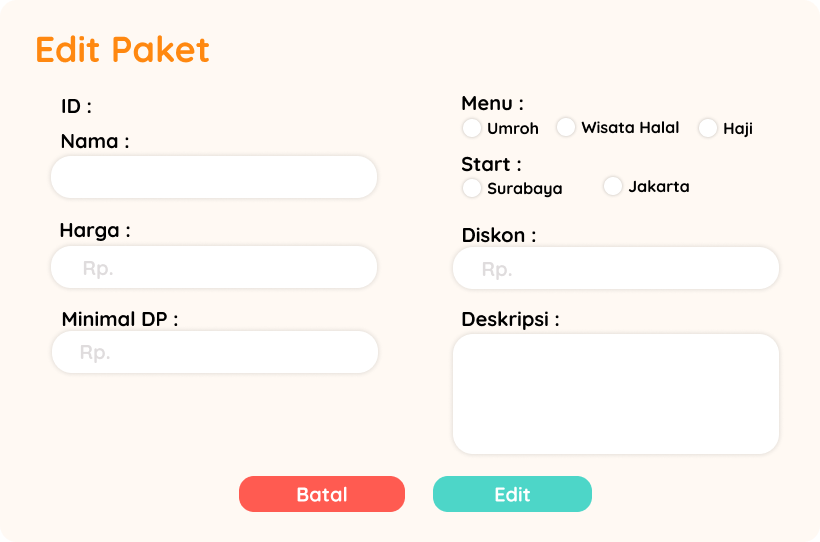 Edit Paket
ID :
Nama :
Harga :
Rp.
Minimal DP :
Rp.
Menu :
Umroh Wisata Halal Haji
Start :
Surabaya Jakarta
Diskon :
Rp.
Deskripsi :
Batal Edit